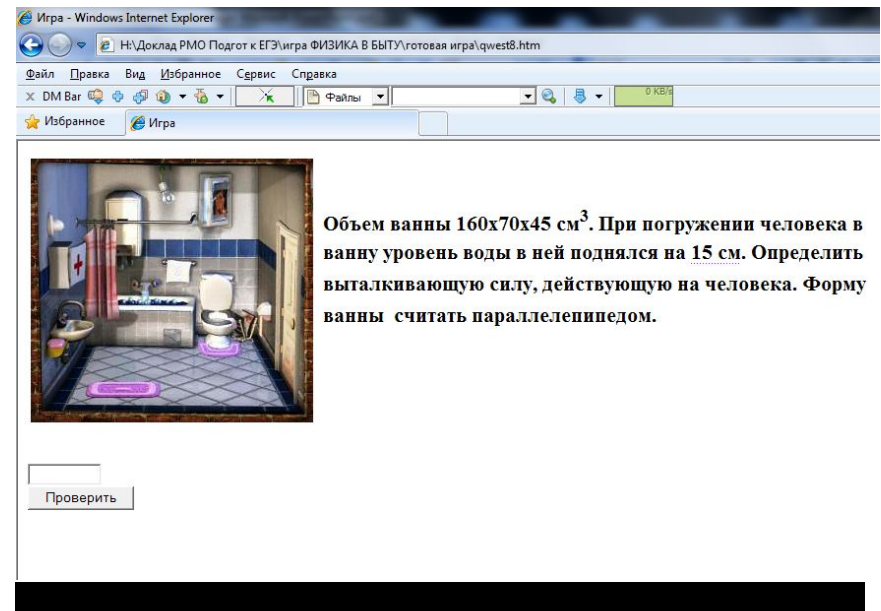 Игра - Windows Internet Explorer
H:\Доклад РМО Подгот к ЕГЭ\игра ФИЗИКА В БЫТУ\готовая игра\qwest8.htm
Файл Правка Вид Избранное Сервис Справка
x DM Bar Файлы 0 KB/s
Избранное Игра
Объем ванны 160х70х45 см³. При погружении человека в
ванну уровень воды в ней поднялся на 15 см. Определить
выталкивающую силу, действующую на человека. Форму
ванны считать параллелепипедом.
Проверить